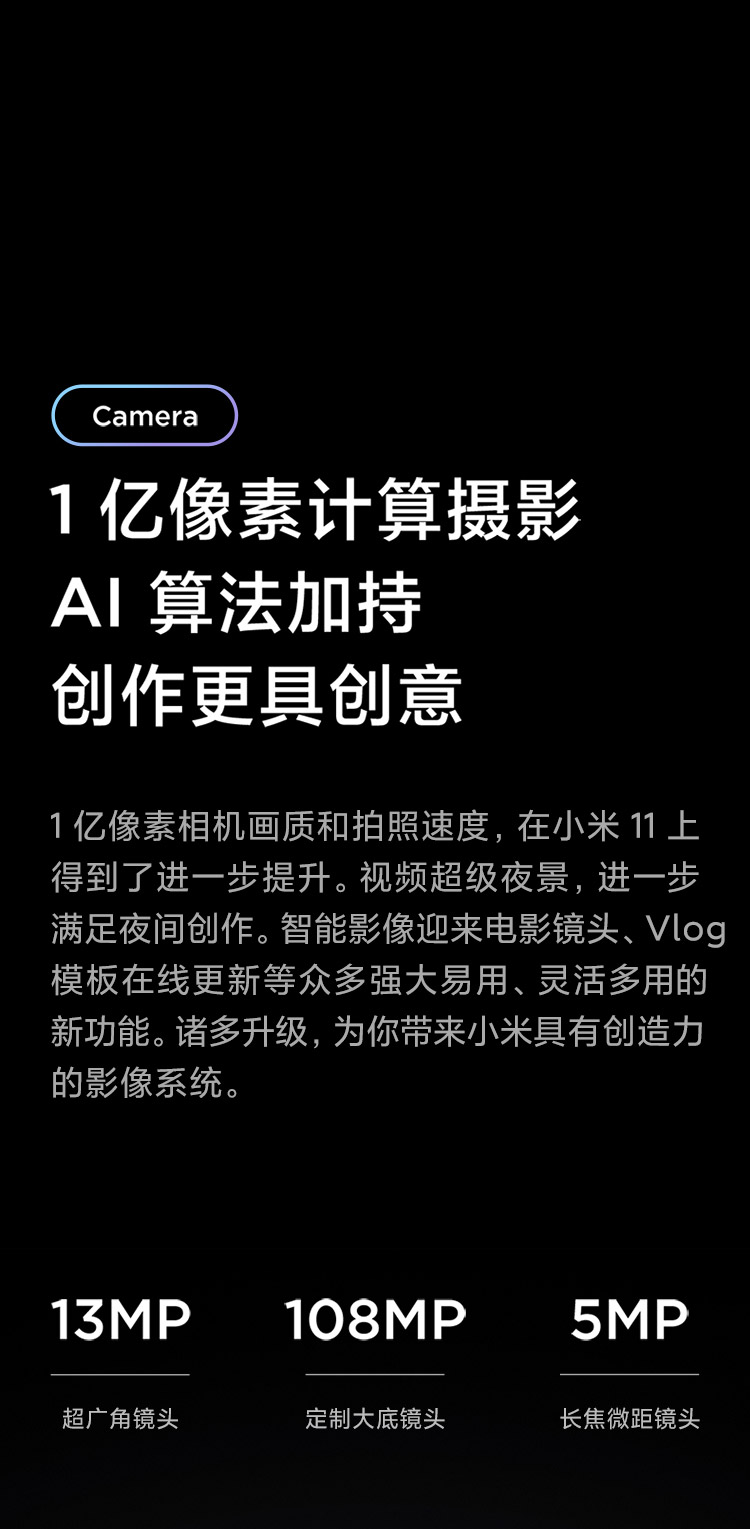 Camera
1 亿像素计算摄影
AI 算法加持
创作更具创意
1 亿像素相机画质和拍照速度，在小米 11 上
得到了进一步提升。视频超级夜景，进一步
满足夜间创作。智能影像迎来电影镜头、Vlog
模板在线更新等众多强大易用、灵活多用的
新功能。诸多升级，为你带来小米具有创造力
的影像系统。
13MP 108MP 5MP
超广角镜头 定制大底镜头 长焦微距镜头